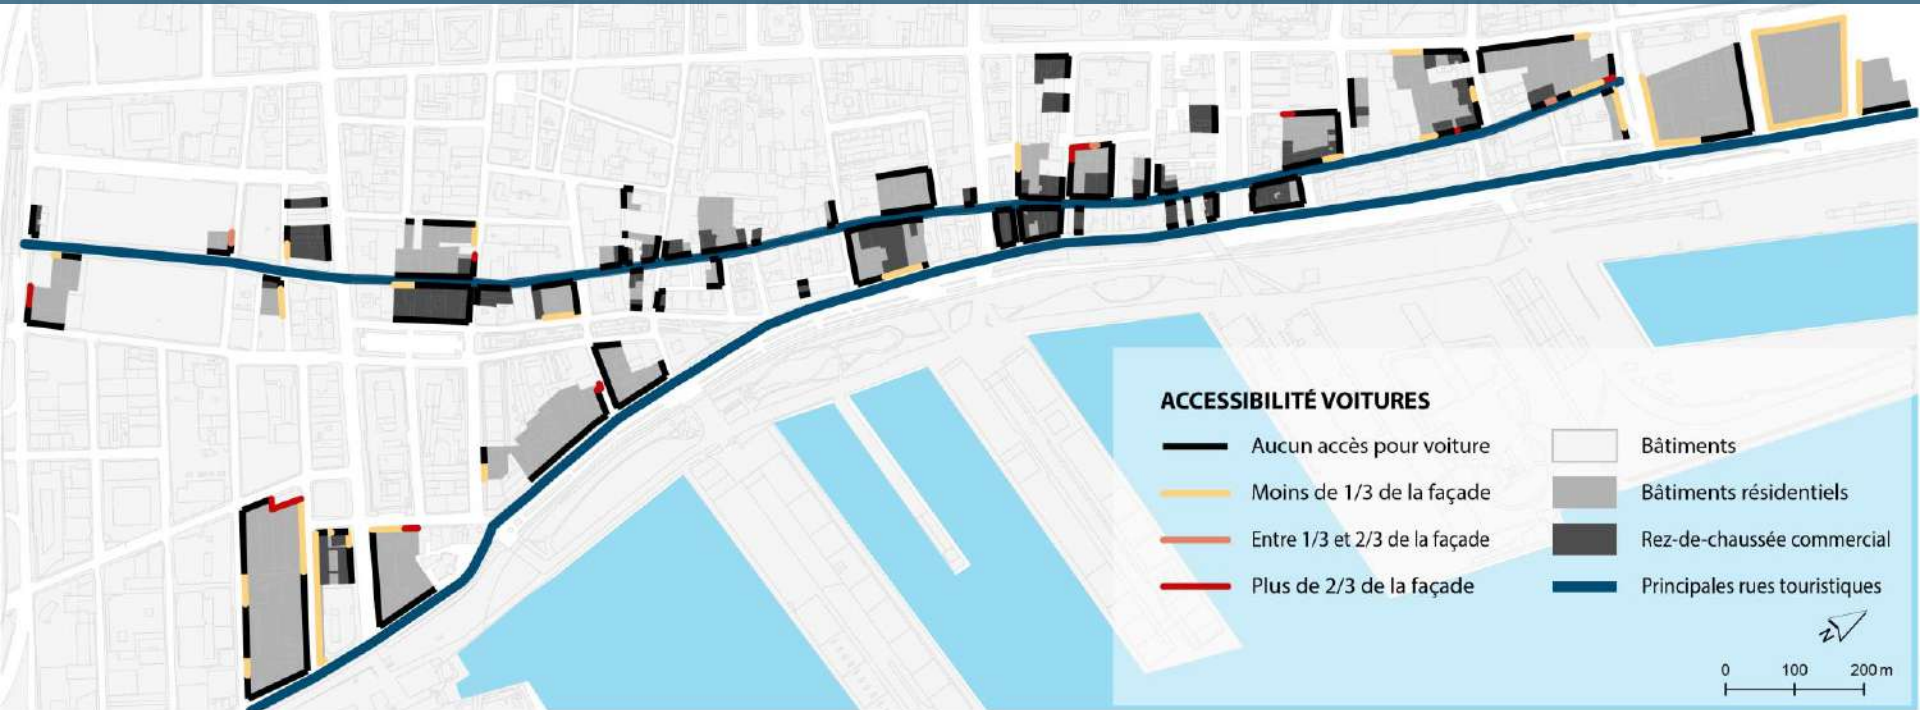 ACCESSIBILITÉ VOITURES
Aucun accès pour voiture
Moins de 1/3 de la façade
Entre 1/3 et 2/3 de la façade
Plus de 2/3 de la façade
Bâtiments
Bâtiments résidentiels
Rez-de-chaussée commercial
Principales rues touristiques
N
0 100 200 m